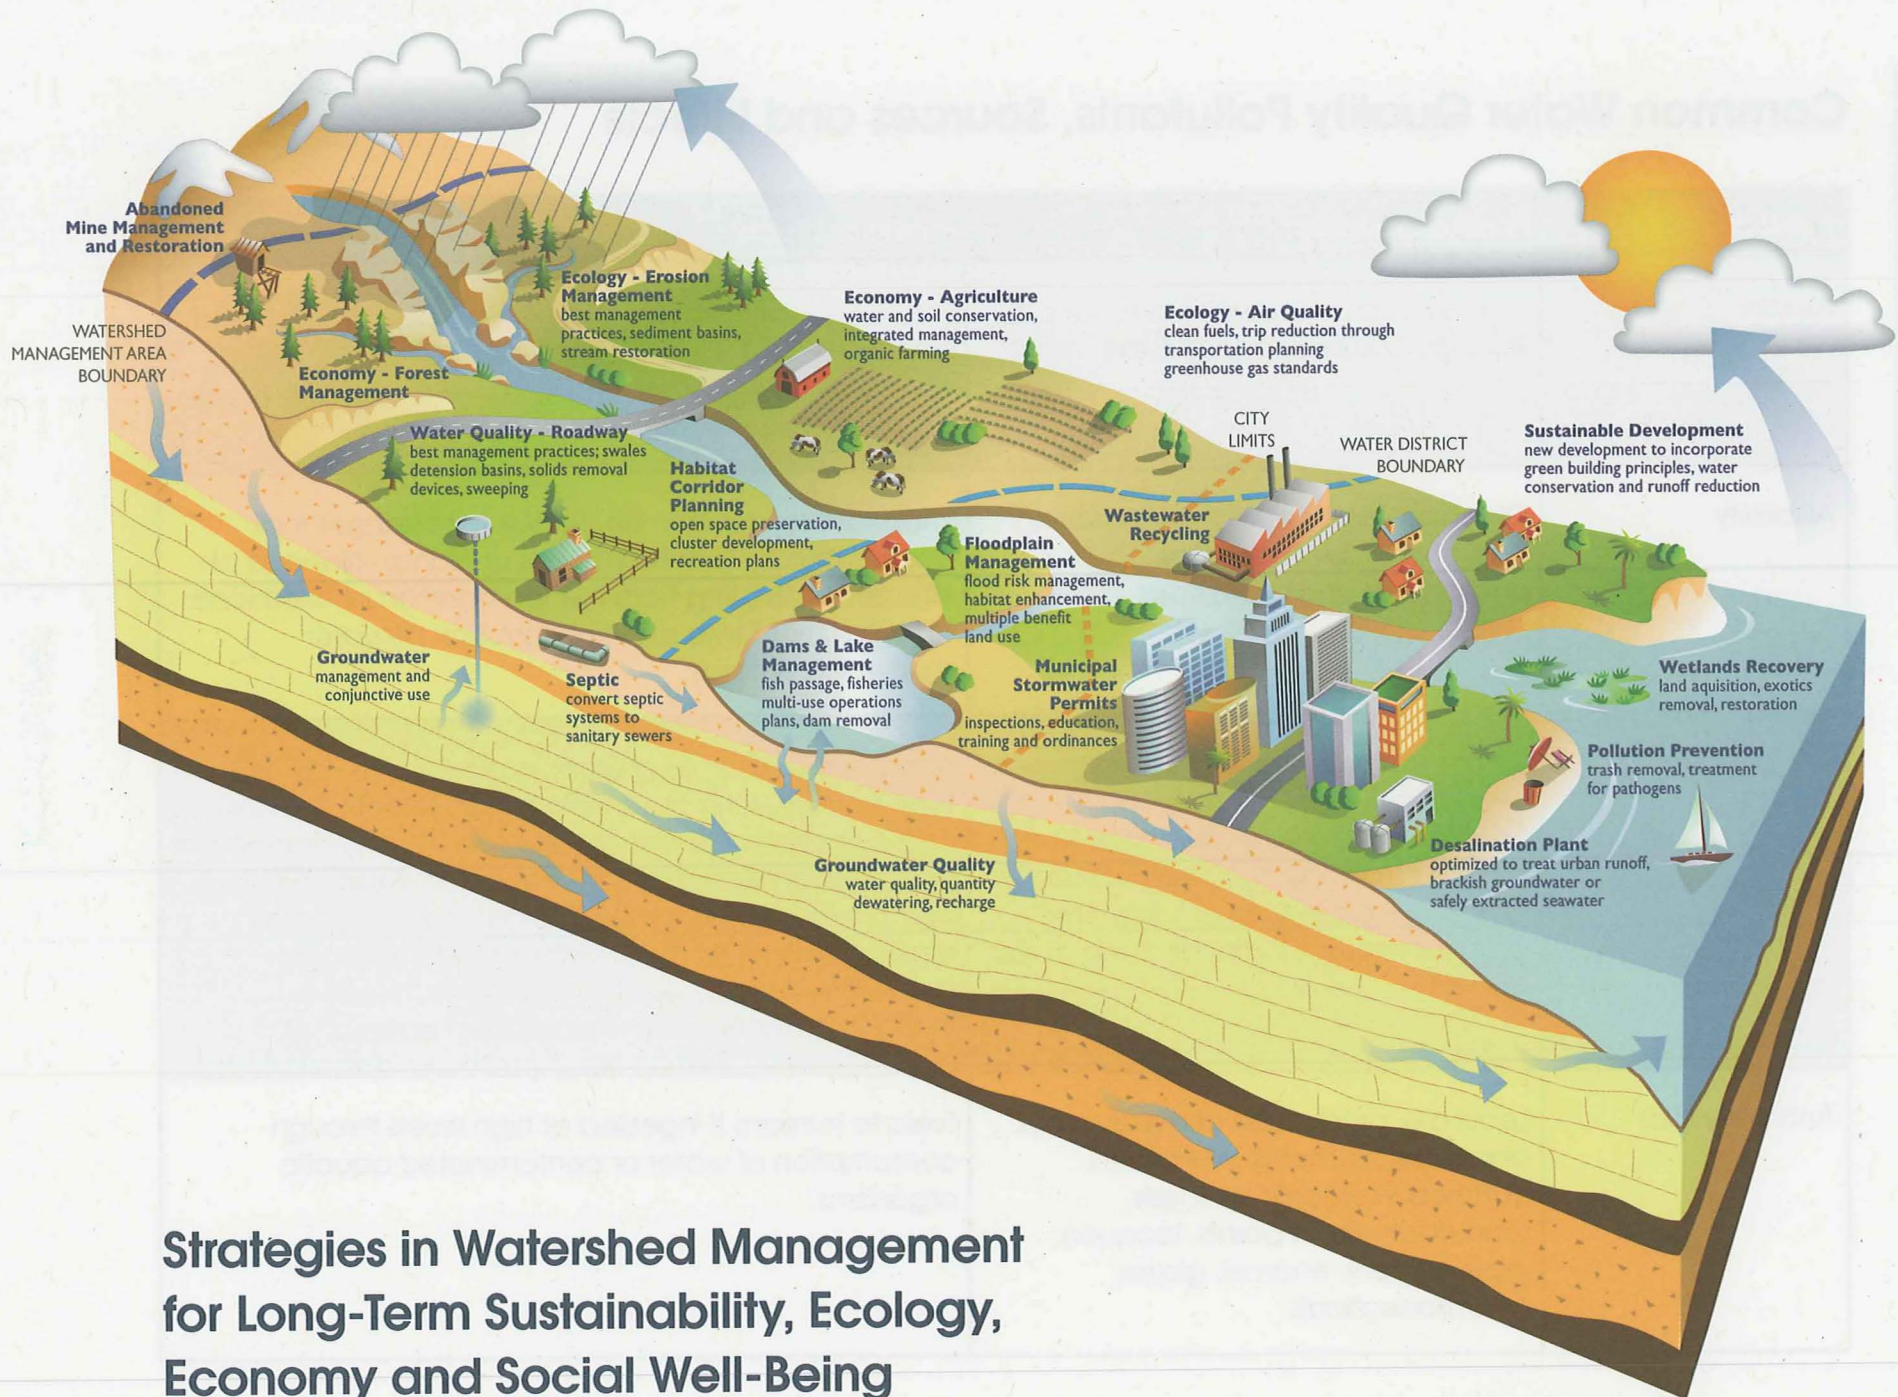 Abandoned
Mine Management
and Restoration
WATERSHED
MANAGEMENT AREA
BOUNDARY
Ecology - Erosion
Management
best management
practices, sediment basins,
stream restoration
Economy - Forest
Management
Economy - Agriculture
water and soil conservation,
integrated management,
organic farming
Ecology - Air Quality
clean fuels, trip reduction through
transportation planning
greenhouse gas standards
CITY
LIMITS
WATER DISTRICT
BOUNDARY
Sustainable Development
new development to incorporate
green building principles, water
conservation and runoff reduction
Water Quality - Roadway
best management practices; swales
detension basins, solids removal
devices, sweeping
Habitat
Corridor
Planning
open space preservation,
cluster development,
recreation plans
Wastewater
Recycling
Floodplain
Management
flood risk management,
habitat enhancement,
multiple benefit
land use
Groundwater
management and
conjunctive use
Septic
convert septic
systems to
sanitary sewers
Dams & Lake
Management
fish passage, fisheries
multi-use operations
plans, dam removal
Municipal
Stormwater
Permits
inspections, education,
training and ordinances
Wetlands Recovery
land aquisition, exotics
removal, restoration
Pollution Prevention
trash removal, treatment
for pathogens
Desalination Plant
optimized to treat urban runoff,
brackish groundwater or
safely extracted seawater
Groundwater Quality
water quality, quantity
dewatering, recharge
Strategies in Watershed Management
for Long-Term Sustainability, Ecology,
Economy and Social Well-Being